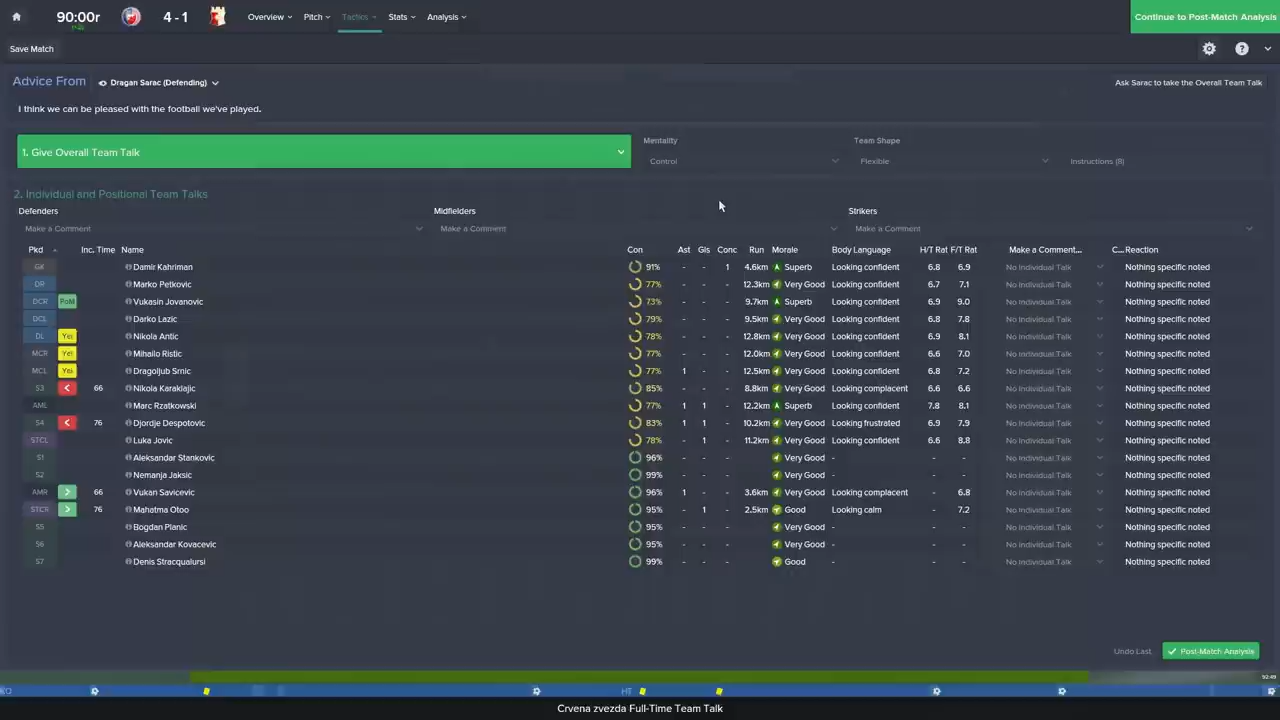 90:00r 4 - 1 Overview Pitch Tactics Stats Analysis Continue to Post-Match Analysis
Save Match
Advice From Dragan Sarac (Defending) Ask Sarac to take the Overall Team Talk
I think we can be pleased with the football we've played.
Mentality Team Shape
1. Give Overall Team Talk Control Flexible Instructions (8)
2. Individual and Positional Team Talks
Defenders Midfielders Strikers
Make a Comment Make a Comment Make a Comment
Pkd Inc. Time Name Con Ast Gls Conc Run Morale Body Language H/T Rat F/T Rat Make a Comment... C... Reaction
GK Damir Kahriman 91% - - 1 4.6km Superb Looking confident 6.8 6.9 No Individual Talk Nothing specific noted
DR Marko Petkovic 77% - - - 12.3km Very Good Looking confident 6.7 7.1 No Individual Talk Nothing specific noted
DCR PoM Vukasin Jovanovic 73% - - - 9.7km Superb Looking confident 6.9 9.0 No Individual Talk Nothing specific noted
DCL Darko Lazic 79% - - - 9.5km Very Good Looking confident 6.8 7.8 No Individual Talk Nothing specific noted
DL Yel Nikola Antic 78% - - - 12.8km Very Good Looking confident 6.9 8.1 No Individual Talk Nothing specific noted
MCR Yel Mihailo Ristic 77% - - - 12.0km Very Good Looking confident 6.6 7.0 No Individual Talk Nothing specific noted
MCL Yel Dragoljub Srnic 77% 1 - - 12.5km Very Good Looking confident 6.8 7.2 No Individual Talk Nothing specific noted
S3 < 66 Nikola Karaklajic 85% - - - 8.8km Very Good Looking complacent 6.6 6.6 No Individual Talk Nothing specific noted
AML Marc Rzatkowski 77% 1 1 - 12.2km Superb Looking confident 7.8 8.1 No Individual Talk Nothing specific noted
S4 < 76 Djordje Despotovic 83% 1 1 - 10.2km Very Good Looking frustrated 6.9 7.9 No Individual Talk Nothing specific noted
STCL Luka Jovic 78% - 1 - 11.2km Very Good Looking confident 6.6 8.8 No Individual Talk Nothing specific noted
S1 Aleksandar Stankovic 96% - - - Very Good - - - No Individual Talk Nothing specific noted
S2 Nemanja Jaksic 99% - - - Very Good - - - No Individual Talk Nothing specific noted
AMR > 66 Vukan Savicevic 96% 1 - - 3.6km Very Good Looking complacent - 6.8 No Individual Talk Nothing specific noted
STCR > 76 Mahatma Otoo 95% - 1 - 2.5km Good Looking calm - 7.2 No Individual Talk Nothing specific noted
S5 Bogdan Planic 95% - - - Very Good - - - No Individual Talk Nothing specific noted
S6 Aleksandar Kovacevic 95% - - - Very Good - - - No Individual Talk Nothing specific noted
S7 Denis Stracqualursi 99% - - - Good - - - No Individual Talk Nothing specific noted
Undo Last Post-Match Analysis
92:49
HT
Crvena zvezda Full-Time Team Talk